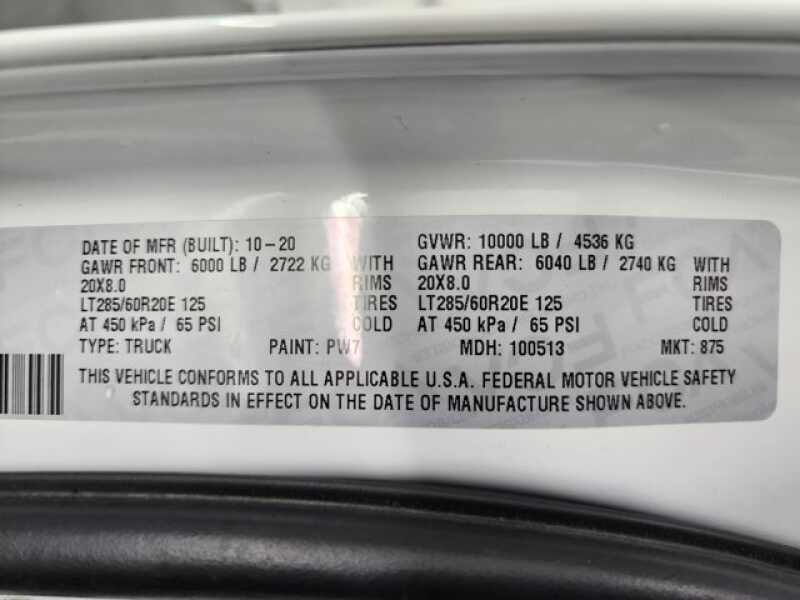 DATE OF MFR (BUILT): 10-20 GVWR: 10000 LB / 4536 KG
GAWR FRONT: 6000 LB / 2722 KG WITH GAWR REAR: 6040 LB / 2740 KG WITH
20X8.0 RIMS 20X8.0 RIMS
LT285/60R20E 125 TIRES LT285/60R20E 125 TIRES
AT 450 kPa / 65 PSI COLD AT 450 kPa / 65 PSI COLD
TYPE: TRUCK PAINT: PW7 MDH: 100513 MKT: 875
THIS VEHICLE CONFORMS TO ALL APPLICABLE U.S.A. FEDERAL MOTOR VEHICLE SAFETY
STANDARDS IN EFFECT ON THE DATE OF MANUFACTURE SHOWN ABOVE.